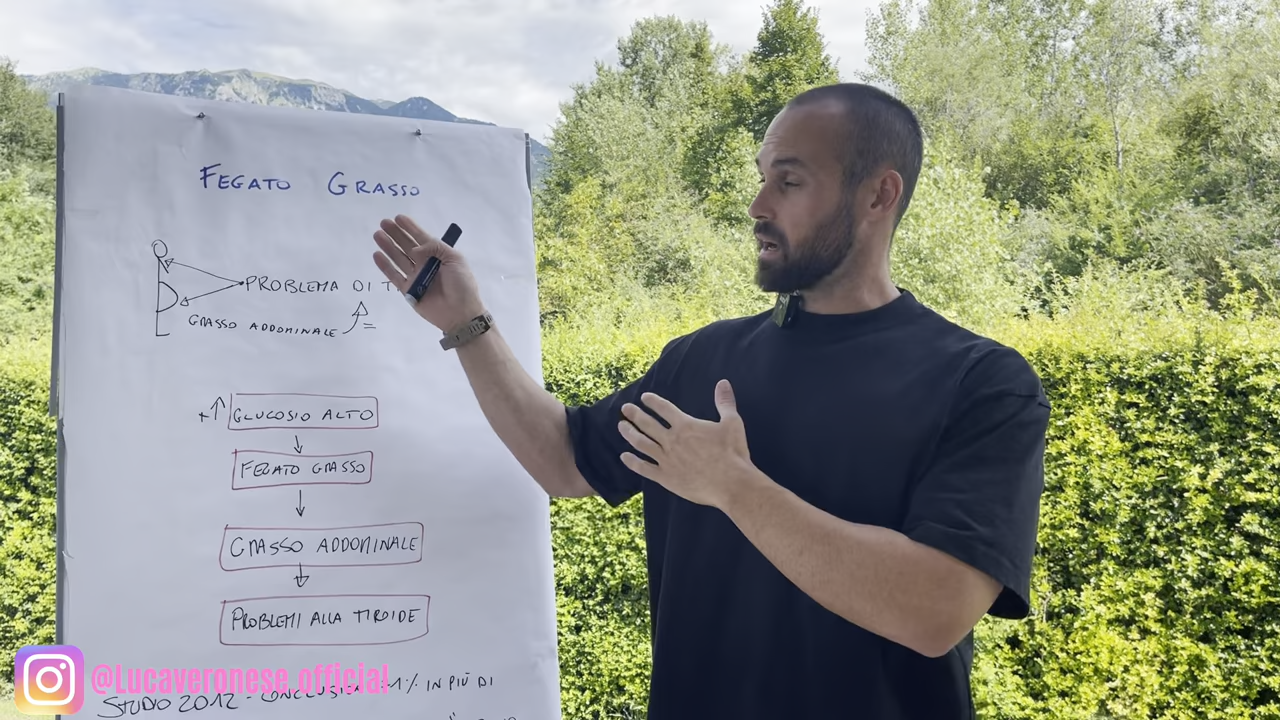 FEGATO GRASSO
PROBLEMA DI T
GRASSO ADDOMINALE =
+ GLUCOSIO ALTO
FEGATO GRASSO
GRASSO ADDOMINALE
PROBLEMI ALLA TIROIDE
@Lucaveronese_official
STUDIO 2012 - CONCLUSIONI % IN PIÙ DI